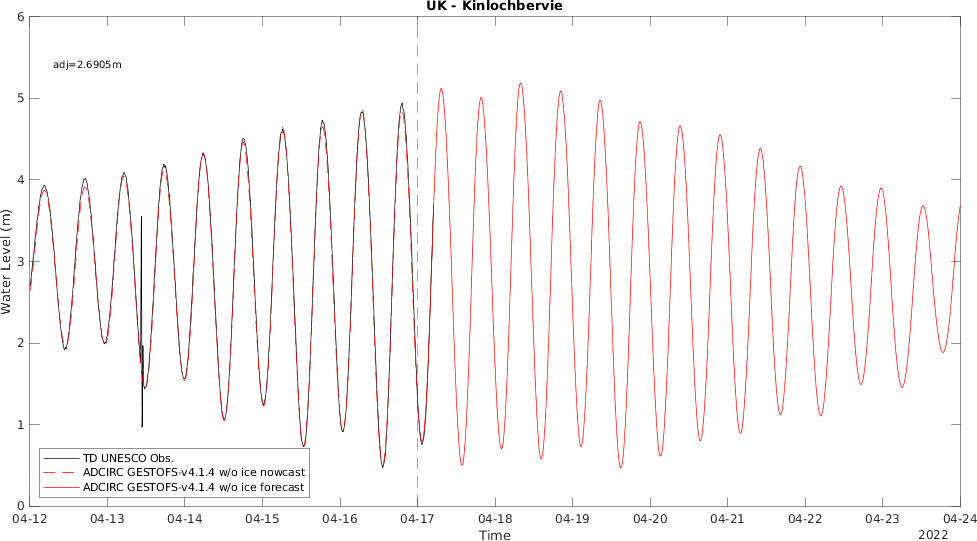 UK - Kinlochbervie
adj=2.6905m
6
5
4
3
2
1
0
Water Level (m)
TD UNESCO Obs.
ADCIRC GESTOFS-v4.1.4 w/o ice nowcast
ADCIRC GESTOFS-v4.1.4 w/o ice forecast
04-12 04-13 04-14 04-15 04-16 04-17 04-18 04-19 04-20 04-21 04-22 04-23 04-24
Time
2022